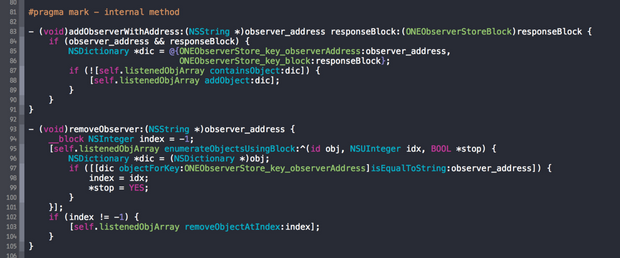 80
81 #pragma mark - internal method
82
83 - (void)addObserverWithAddress:(NSString *)observer_address responseBlock:(ONEObserverStoreBlock)responseBlock {
84 if (observer_address && responseBlock) {
85 NSDictionary *dic = @{ONEObserverStore_key_observerAddress:observer_address,
86 ONEObserverStore_key_block:responseBlock};
87 if (![self.listenedObjArray containsObject:dic]) {
88 [self.listenedObjArray addObject:dic];
89 }
90 }
91 }
92
93 - (void)removeObserver:(NSString *)observer_address {
94 __block NSInteger index = -1;
95 [self.listenedObjArray enumerateObjectsUsingBlock:^(id obj, NSUInteger idx, BOOL *stop) {
96 NSDictionary *dic = (NSDictionary *)obj;
97 if ([[dic objectForKey:ONEObserverStore_key_observerAddress]isEqualToString:observer_address]) {
98 index = idx;
99 *stop = YES;
100 }
101 }];
102 if (index != -1) {
103 [self.listenedObjArray removeObjectAtIndex:index];
104 }
105 }
106